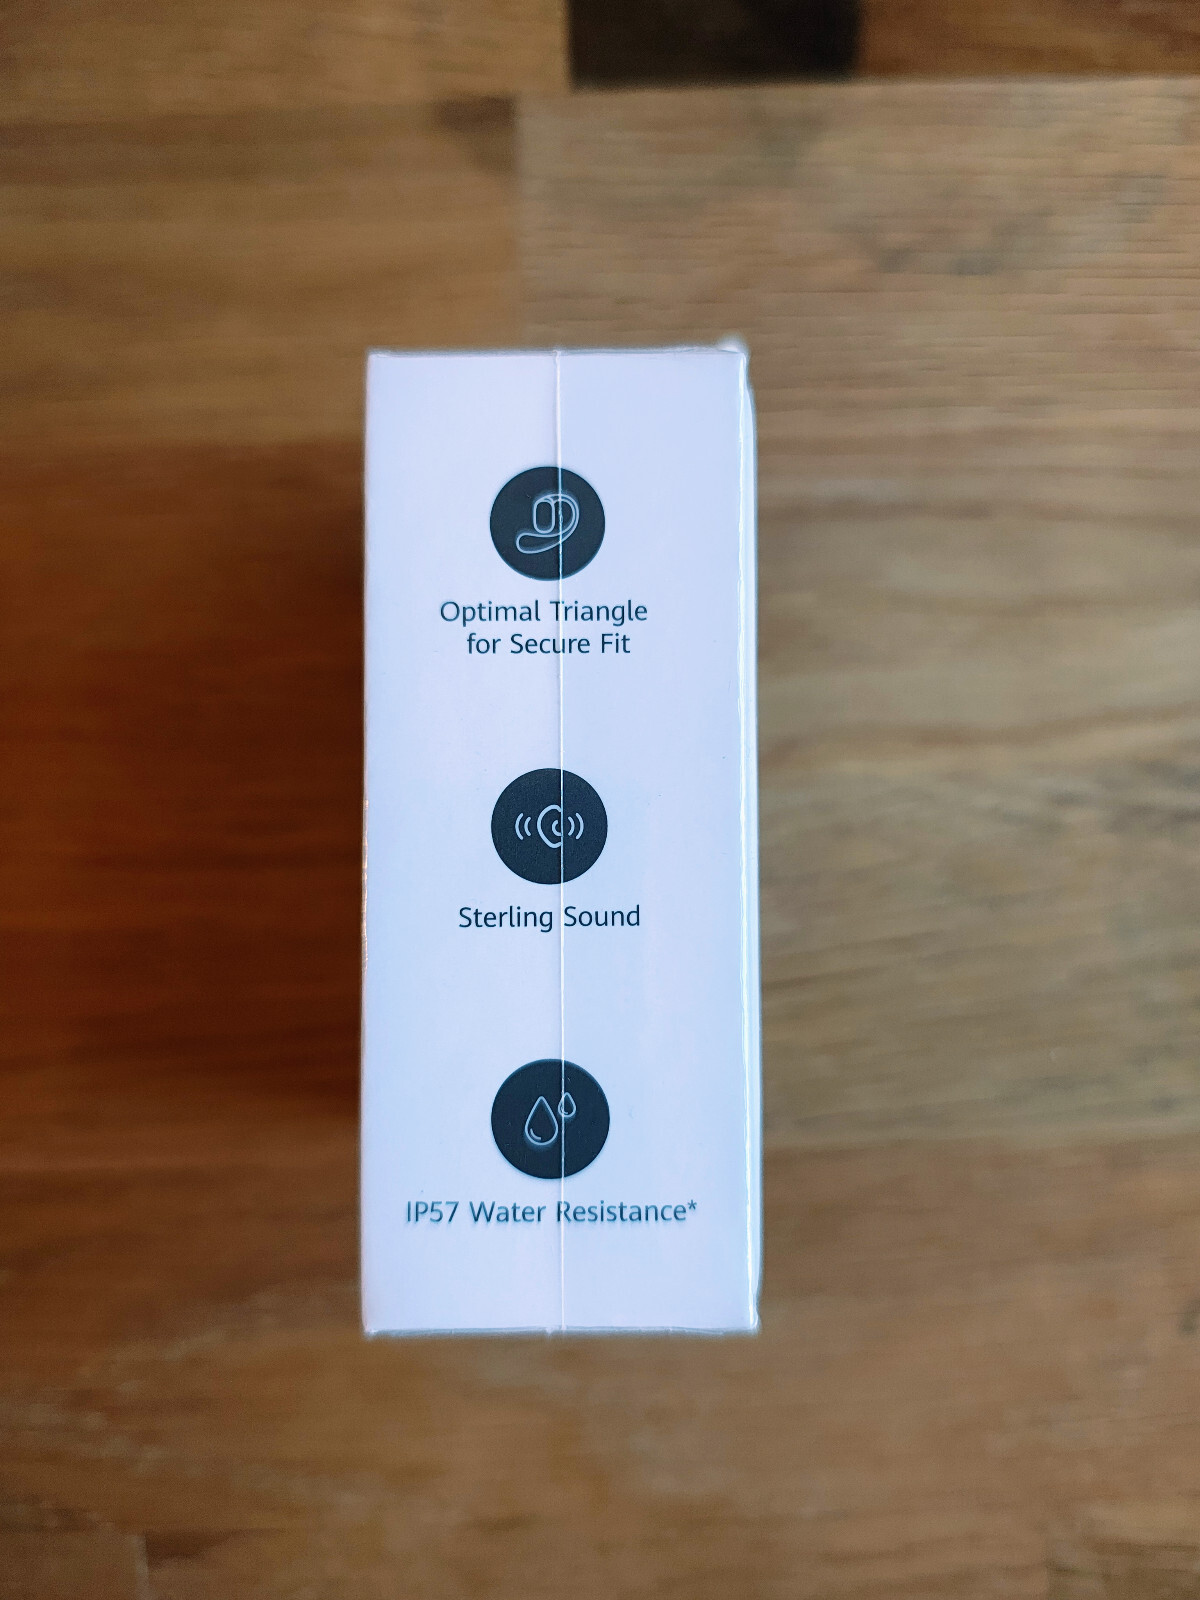 Optimal Triangle
for Secure Fit
Sterling Sound
IP57 Water Resistance*